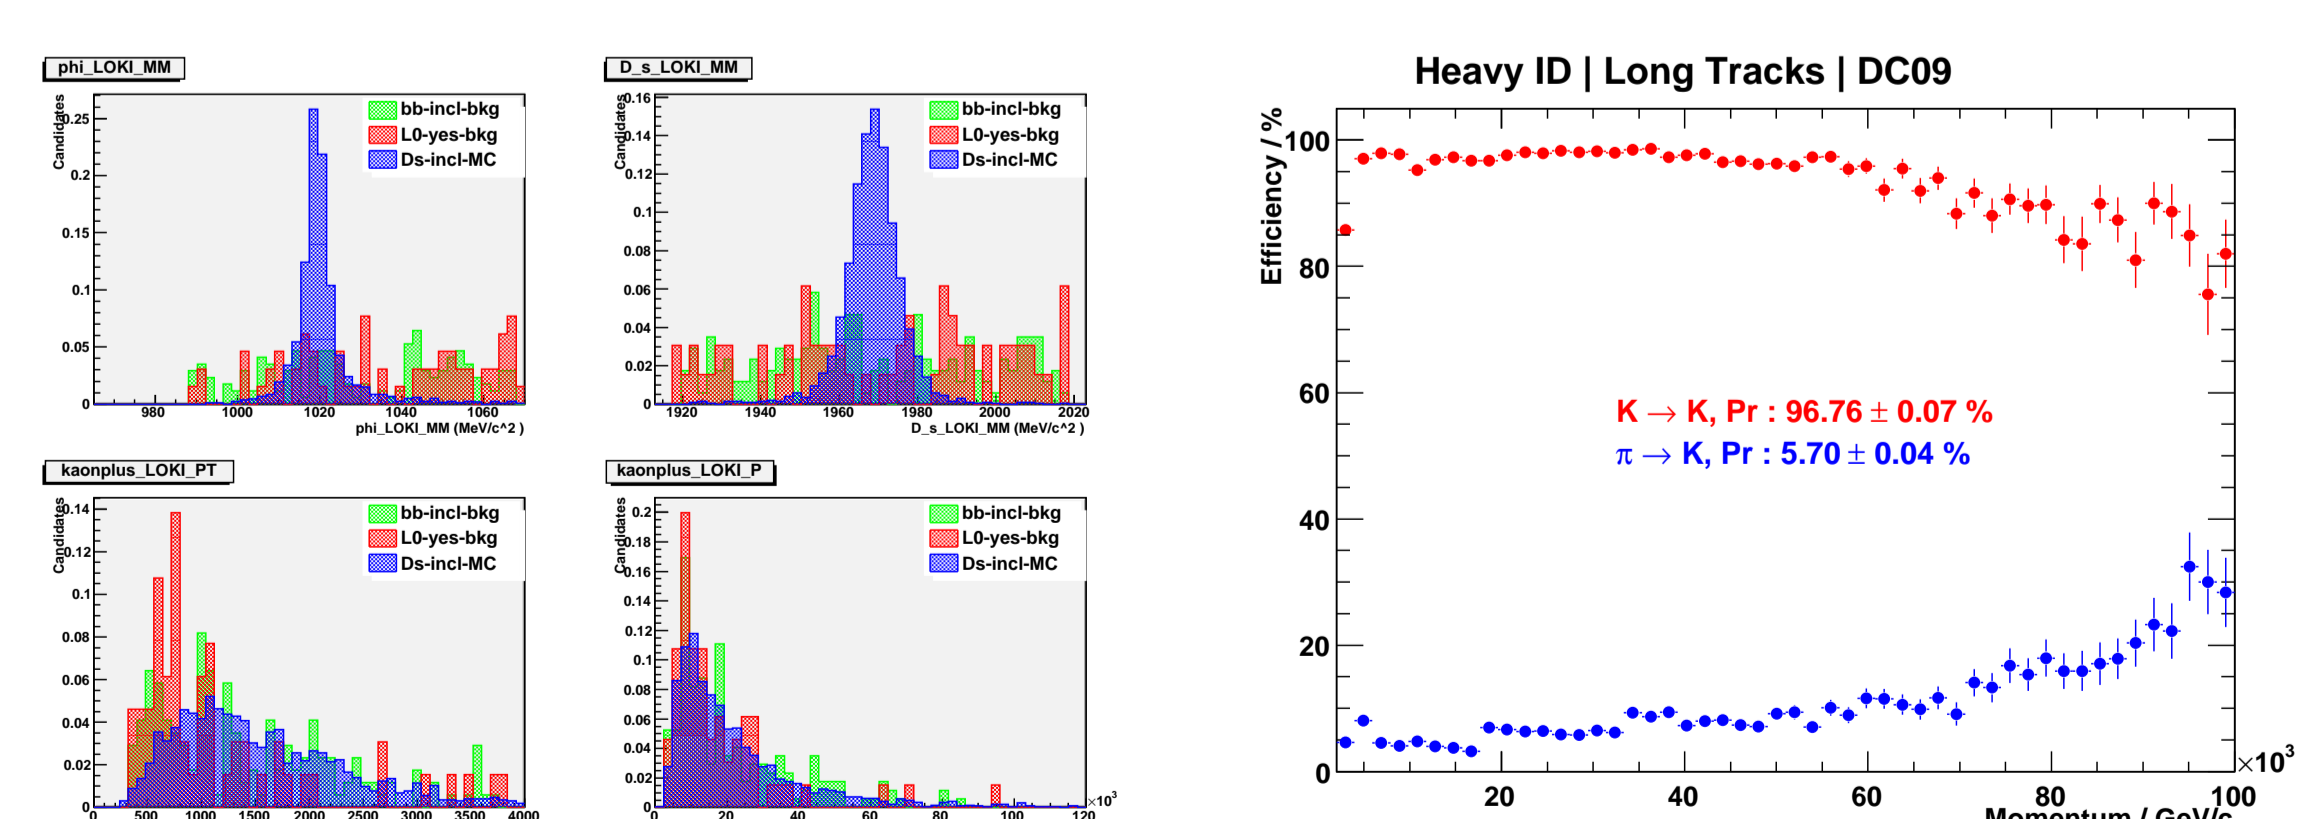 phi_LOKI_MM
Candidates
0.25
0.2
0.15
0.1
0.05
0
980
1000
1020
1040
1060
phi_LOKI_MM (MeV/c^2 )
bb-incl-bkg
L0-yes-bkg
Ds-incl-MC
D_s_LOKI_MM
Candidates
0.16
0.14
0.12
0.1
0.08
0.06
0.04
0.02
0
1920
1940
1960
1980
2000
2020
D_s_LOKI_MM (MeV/c^2 )
bb-incl-bkg
L0-yes-bkg
Ds-incl-MC
kaonplus_LOKI_PT
Candidates
0.14
0.12
0.1
0.08
0.06
0.04
0.02
0
0
500
1000
1500
2000
2500
3000
3500
4000
bb-incl-bkg
L0-yes-bkg
Ds-incl-MC
kaonplus_LOKI_P
Candidates
0.2
0.18
0.16
0.14
0.12
0.1
0.08
0.06
0.04
0.02
0
0
20
40
60
80
100
120
×10³
bb-incl-bkg
L0-yes-bkg
Ds-incl-MC
Heavy ID | Long Tracks | DC09
Efficiency / %
100
80
60
40
20
0
K → K, Pr : 96.76 ± 0.07 %
π → K, Pr : 5.70 ± 0.04 %
×10³
20
40
60
80
100
Momentum / GeV/c